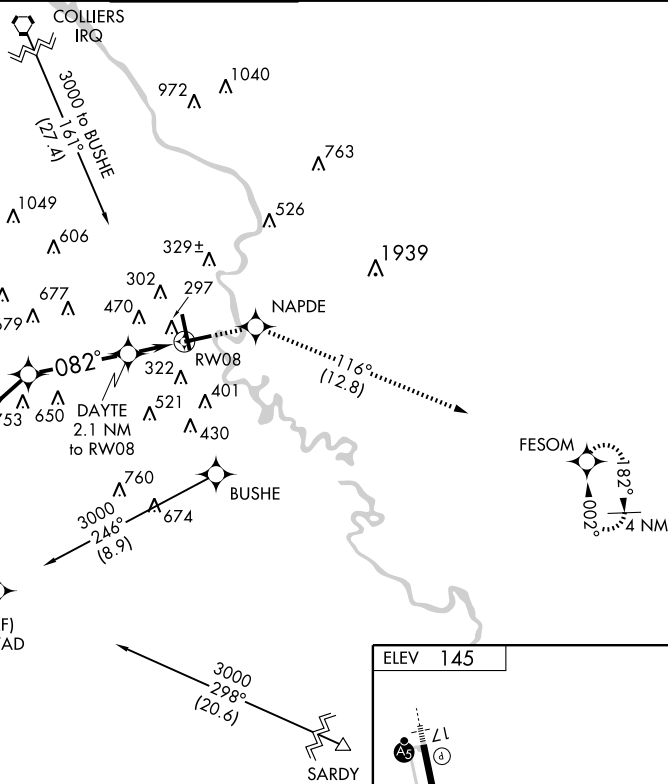 COLLIERS
IRQ
3000 to BUSHE
161°
(27.4)
972
1040
763
1049
526
606
329±
1939
302
297
677
470
679
NAPDE
RW08
082°
116°
(12.8)
322
753
650
DAYTE
2.1 NM
to RW08
521
401
430
FESOM
182°
002°
4 NM
760
BUSHE
674
3000
246°
(8.9)
F)
AD
3000
298°
(20.6)
SARDY
ELEV 145
17
A5
P